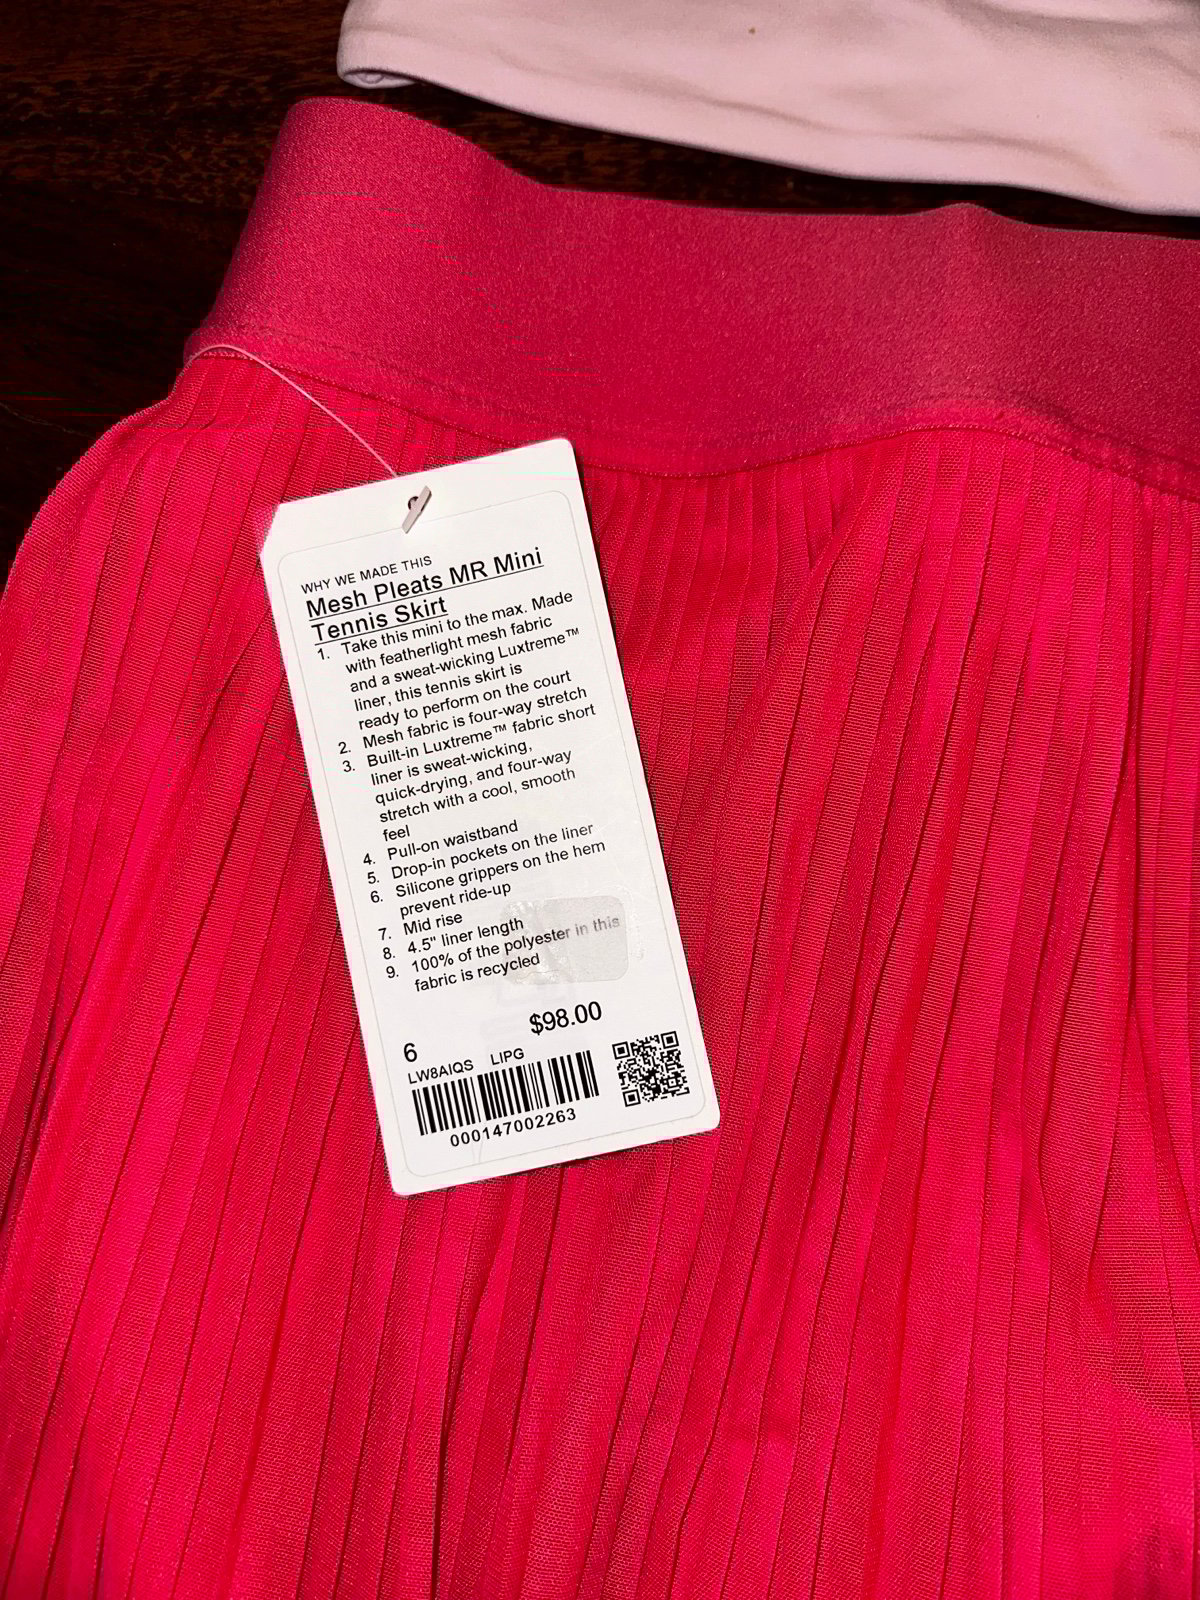 WHY WE MADE THIS
Mesh Pleats MR Mini
Tennis Skirt
1. Take this mini to the max. Made
with featherlight mesh fabric
and a sweat-wicking Luxtreme™
liner, this tennis skirt is
ready to perform on the court
2. Mesh fabric is four-way stretch
3. Built-in Luxtreme™ fabric short
liner is sweat-wicking,
quick-drying, and four-way
stretch with a cool, smooth
feel
4. Pull-on waistband
5. Drop-in pockets on the liner
6. Silicone grippers on the hem
prevent ride-up
7. Mid rise
8. 4.5" liner length
9. 100% of the polyester in this
fabric is recycled
$98.00
6
LW8AIQS LIPG
000147002263